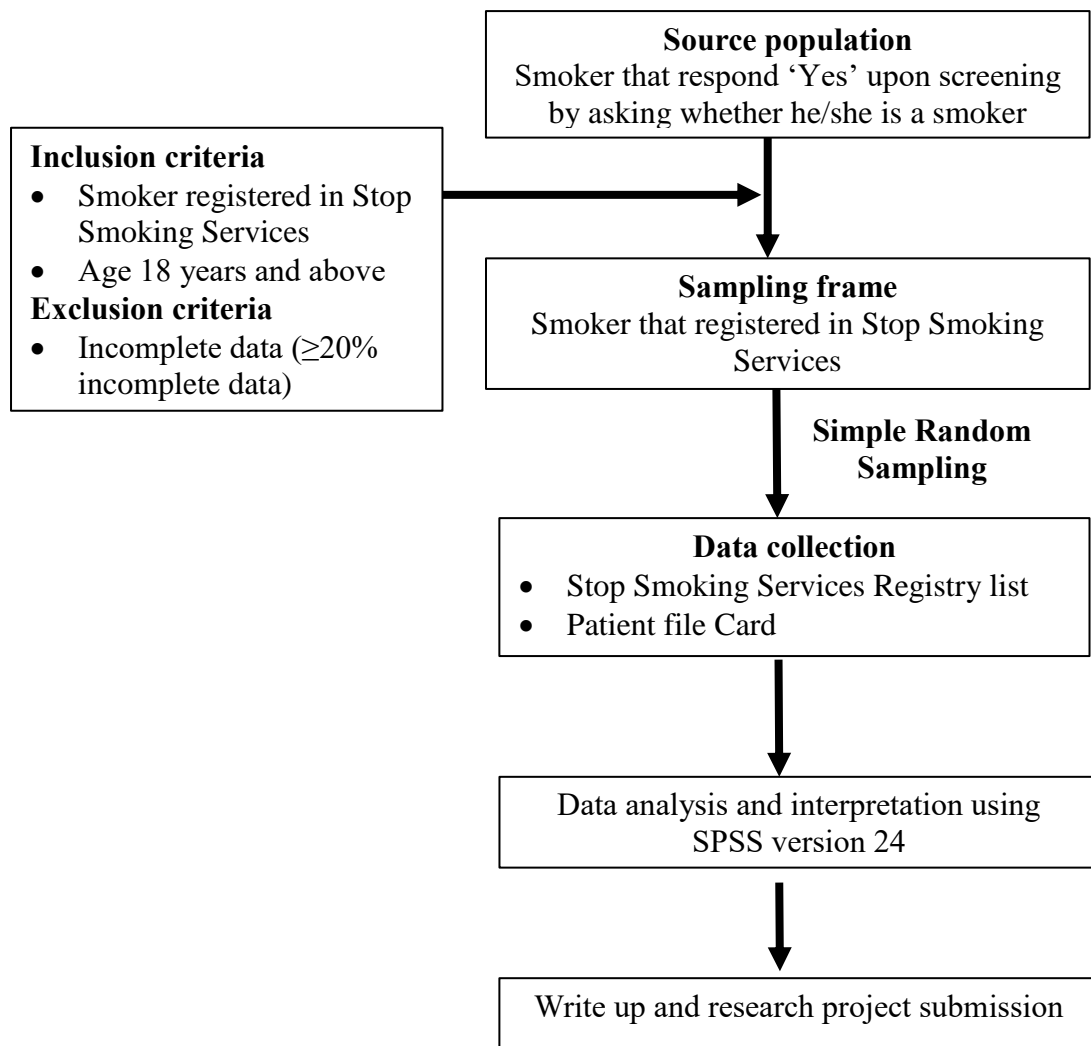 Source population
Smoker that respond ‘Yes’ upon screening
by asking whether he/she is a smoker
Inclusion criteria
• Smoker registered in Stop
Smoking Services
• Age 18 years and above
Exclusion criteria
• Incomplete data (≥20%
incomplete data)
Sampling frame
Smoker that registered in Stop Smoking
Services
Simple Random
Sampling
Data collection
• Stop Smoking Services Registry list
• Patient file Card
Data analysis and interpretation using
SPSS version 24
Write up and research project submission